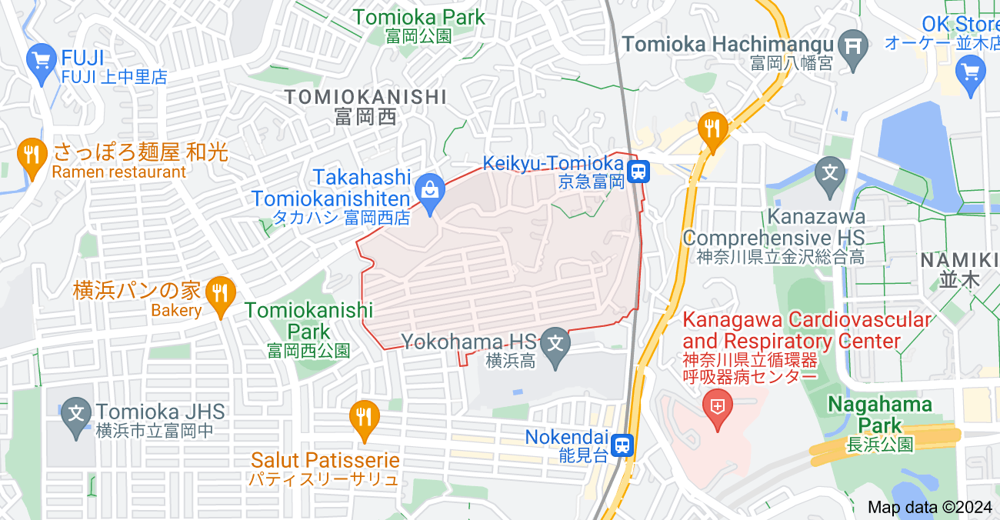 Tomioka Park
富岡公園
OK Store
オーケー 並木店
Tomioka Hachimangu
富岡八幡宮
FUJI
FUJI 上中里店
TOMIOKANISHI
富岡西
さっぽろ麺屋 和光
Ramen restaurant
Keikyu-Tomioka
京急富岡
Takahashi
Tomiokanishiten
タカハシ 富岡西店
文
Kanazawa
Comprehensive HS
神奈川県立金沢総合高
NAMIKI
並木
横浜パンの家
Bakery
Tomiokanishi
Park
富岡西公園
Yokohama HS
横浜高
文
Kanagawa Cardiovascular
and Respiratory Center
神奈川県立循環器
呼吸器病センター
文
Tomioka JHS
横浜市立富岡中
Nagahama
Park
長浜公園
Nokendai
能見台
Salut Patisserie
パティスリーサリュ
Map data ©2024